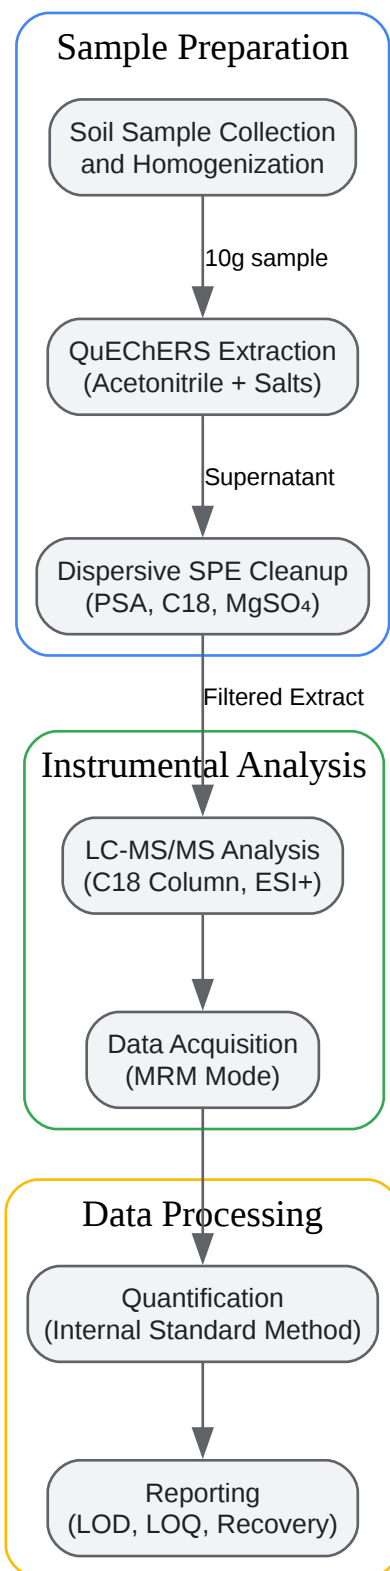 Sample Preparation
Soil Sample Collection
and Homogenization
10g sample
QuEChERS Extraction
(Acetonitrile + Salts)
Supernatant
Dispersive SPE Cleanup
(PSA, C18, MgSO₄)
Filtered Extract
Instrumental Analysis
LC-MS/MS Analysis
(C18 Column, ESI+)
Data Acquisition
(MRM Mode)
Data Processing
Quantification
(Internal Standard Method)
Reporting
(LOD, LOQ, Recovery)